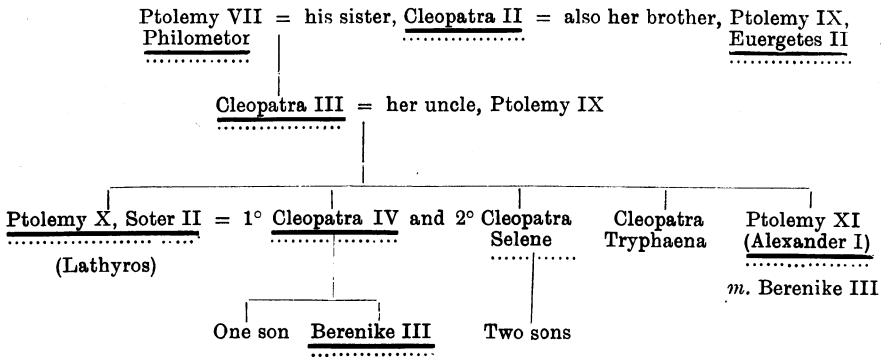 Ptolemy VII = his sister, Cleopatra II = also her brother, Ptolemy IX,
Philometor Euergetes II
Cleopatra III = her uncle, Ptolemy IX
Ptolemy X, Soter II = 1° Cleopatra IV and 2° Cleopatra Cleopatra Ptolemy XI
Selene Tryphaena (Alexander I)
(Lathyros)
m. Berenike III
One son Berenike III Two sons